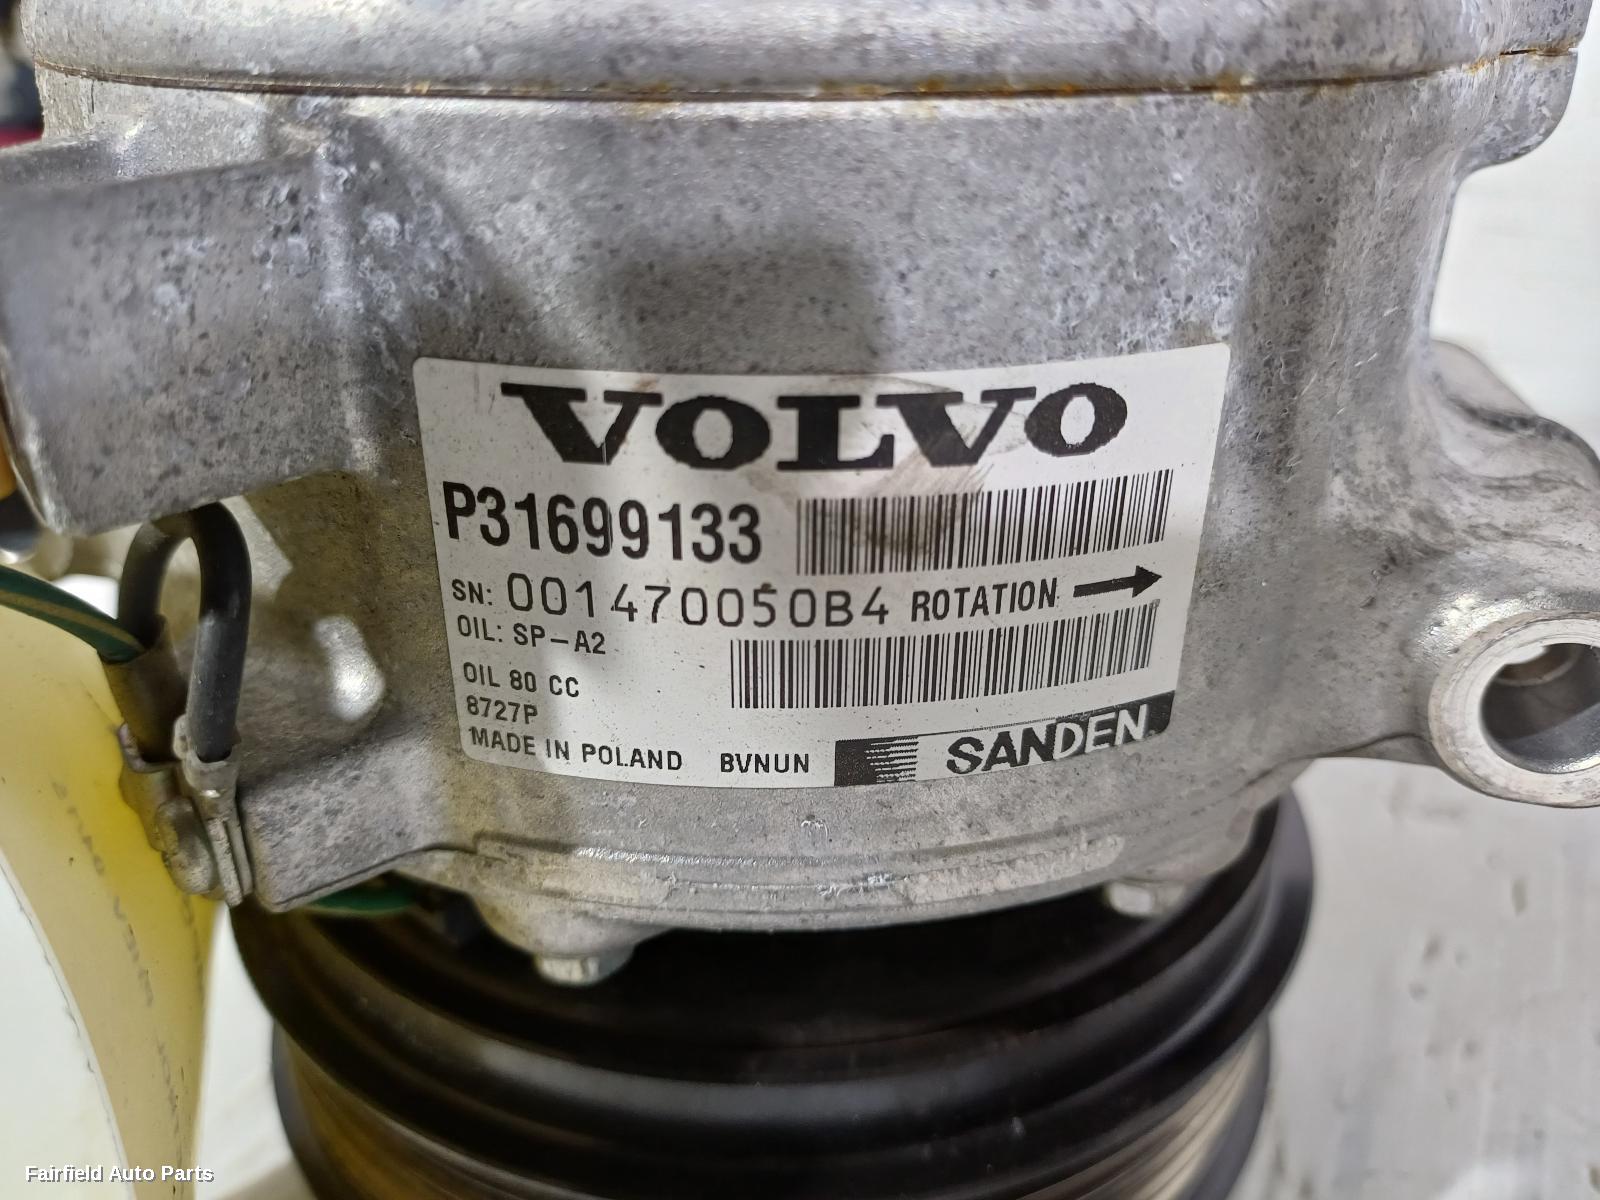 VOLVO
P31699133
SN: 001470050B4 ROTATION
OIL: SP-A2
OIL 80 CC
8727P
MADE IN POLAND BVNUN SANDEN
Fairfield Auto Parts